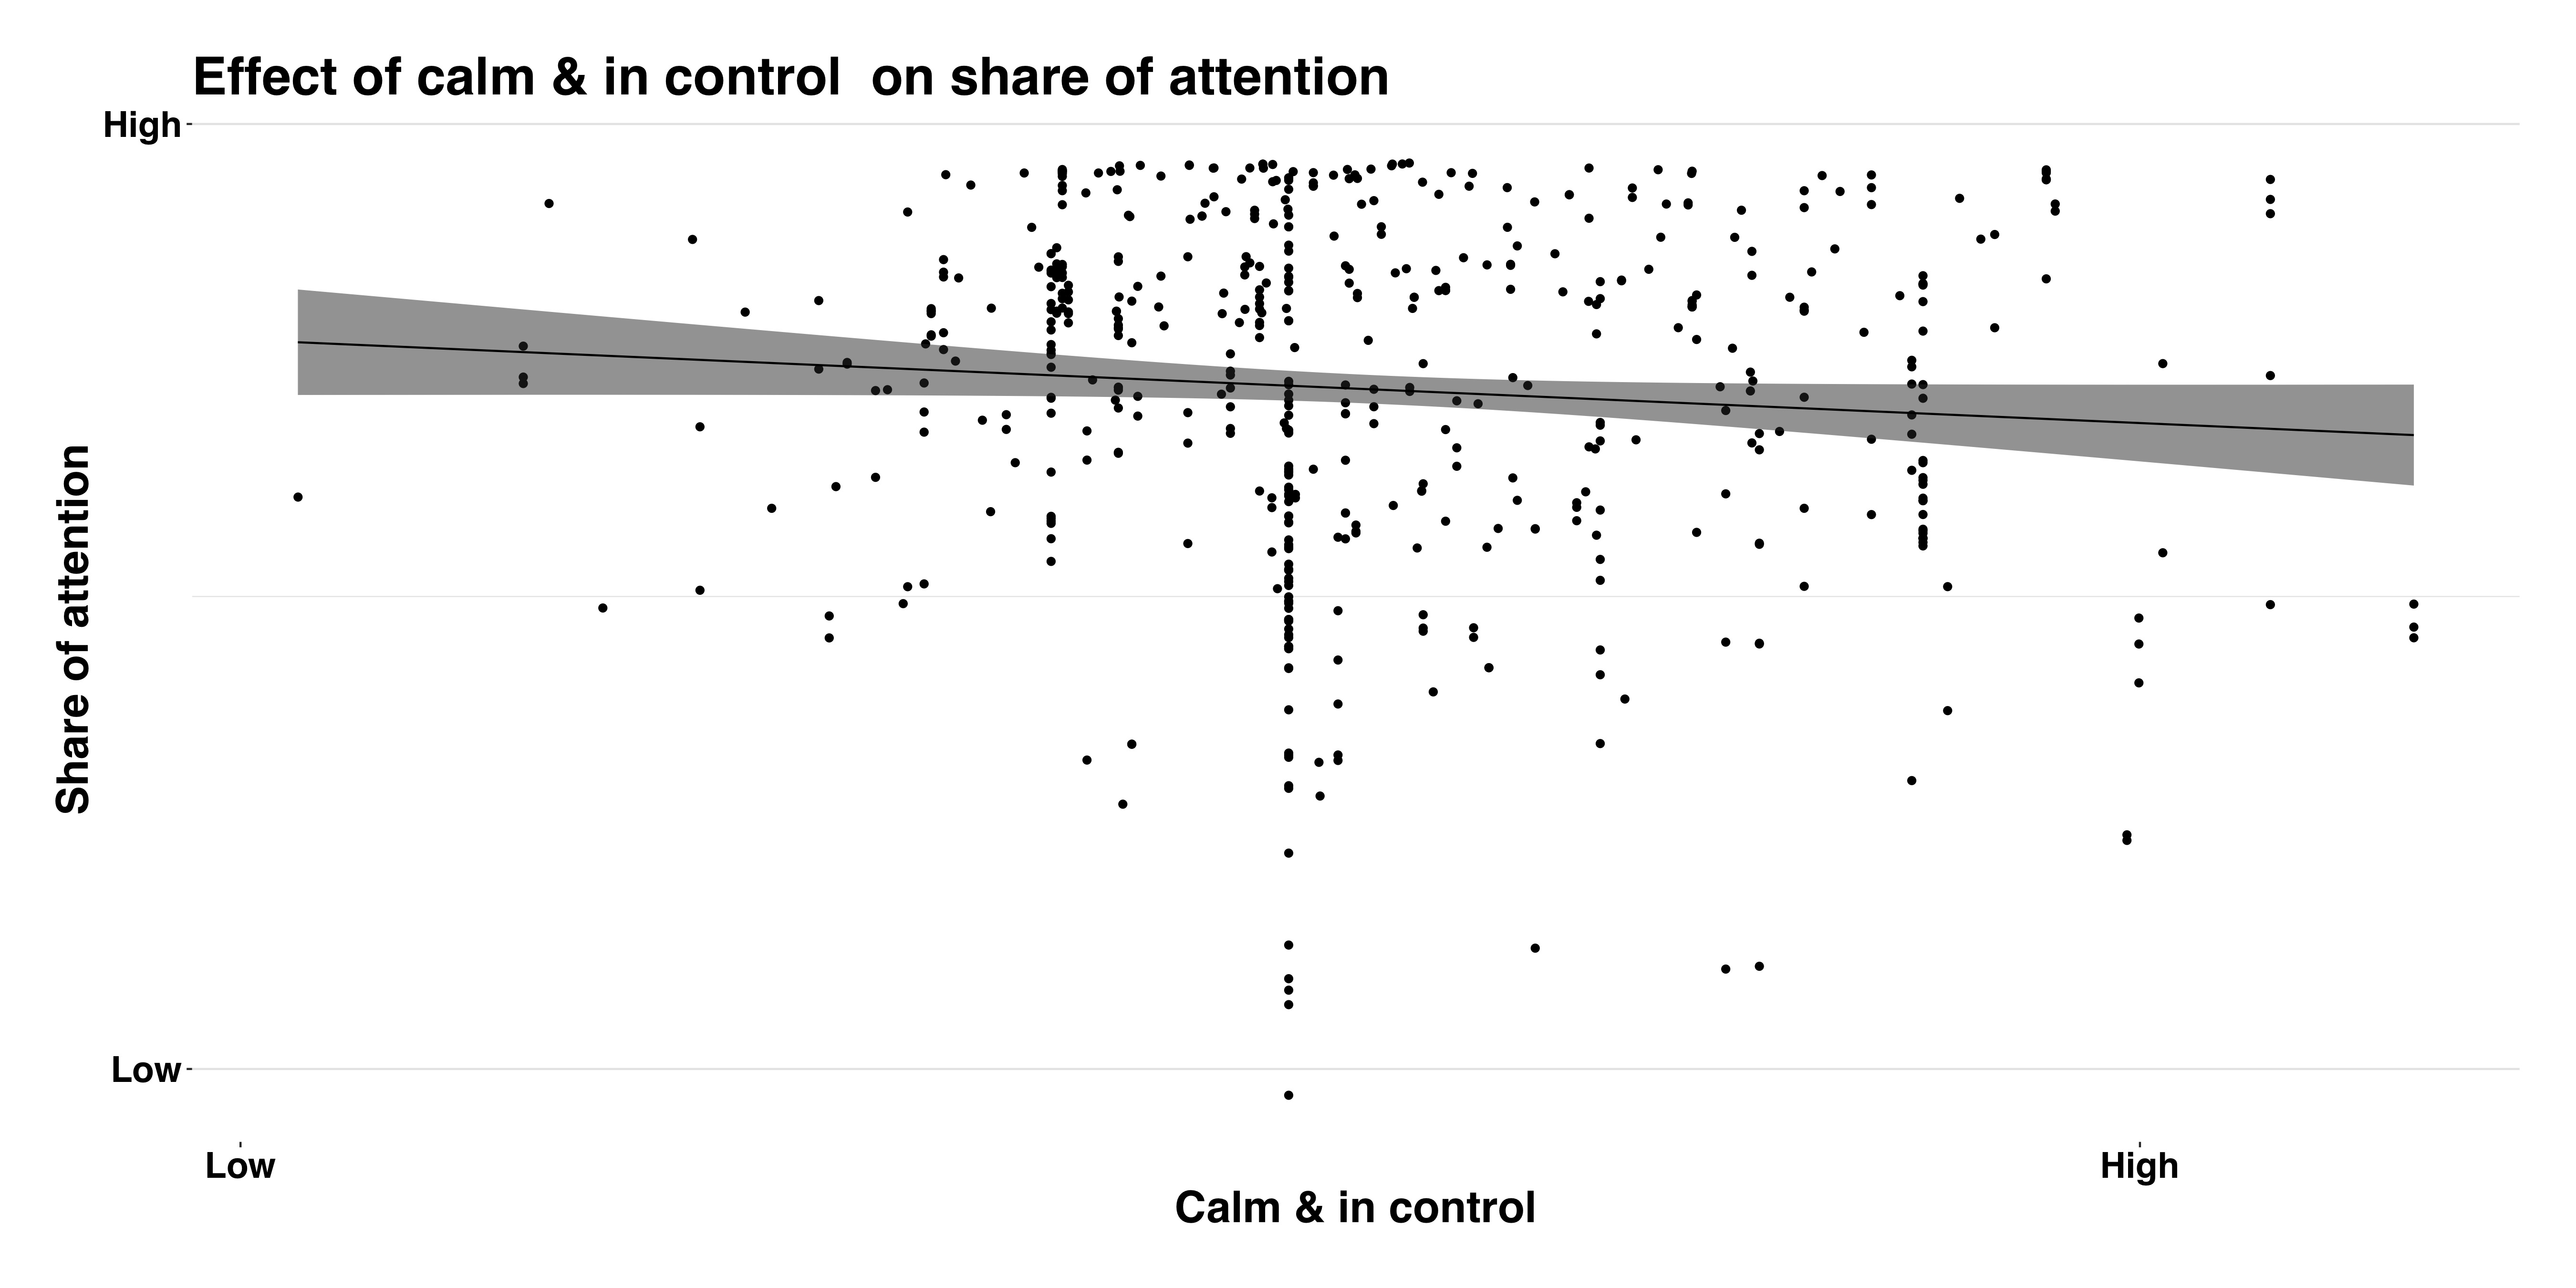 Effect of calm & in control  on share of attention
High
Share of attention
Low
Low
High
Calm & in control